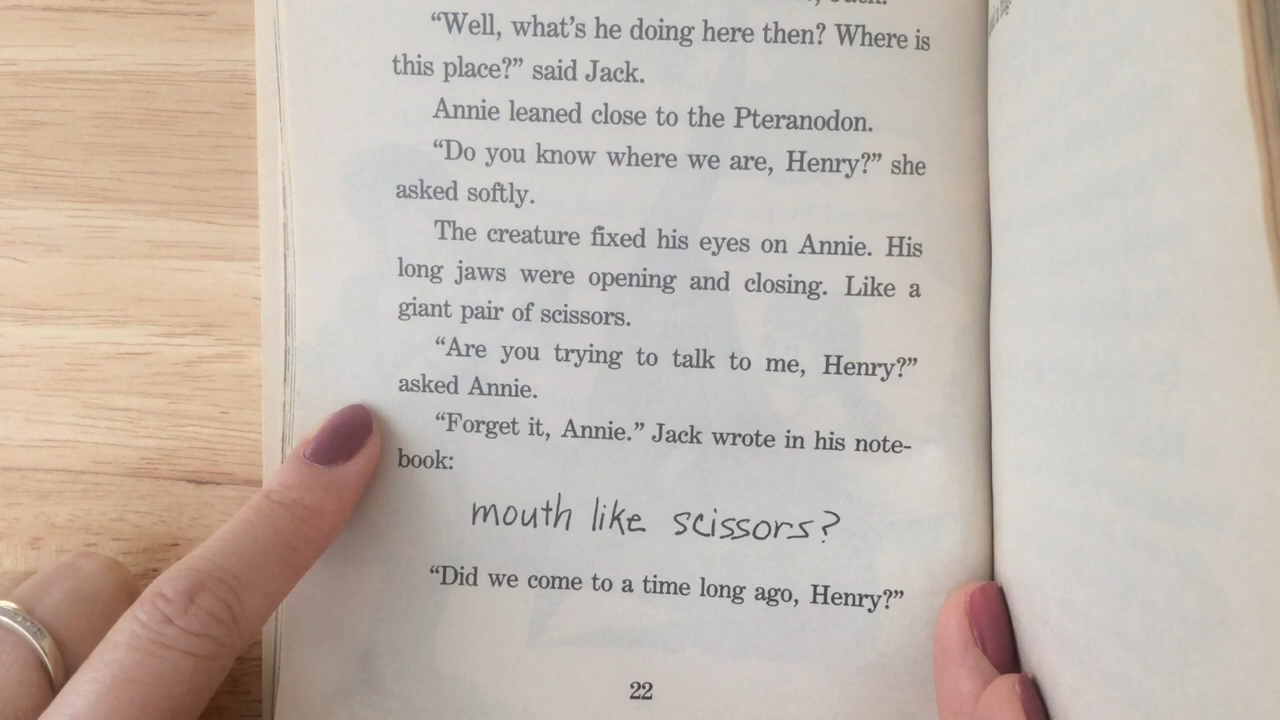 “Well, what’s he doing here then? Where is
this place?” said Jack.
Annie leaned close to the Pteranodon.
“Do you know where we are, Henry?” she
asked softly.
The creature fixed his eyes on Annie. His
long jaws were opening and closing. Like a
giant pair of scissors.
“Are you trying to talk to me, Henry?”
asked Annie.
“Forget it, Annie.” Jack wrote in his note-
book:
mouth like scissors?
“Did we come to a time long ago, Henry?”
22